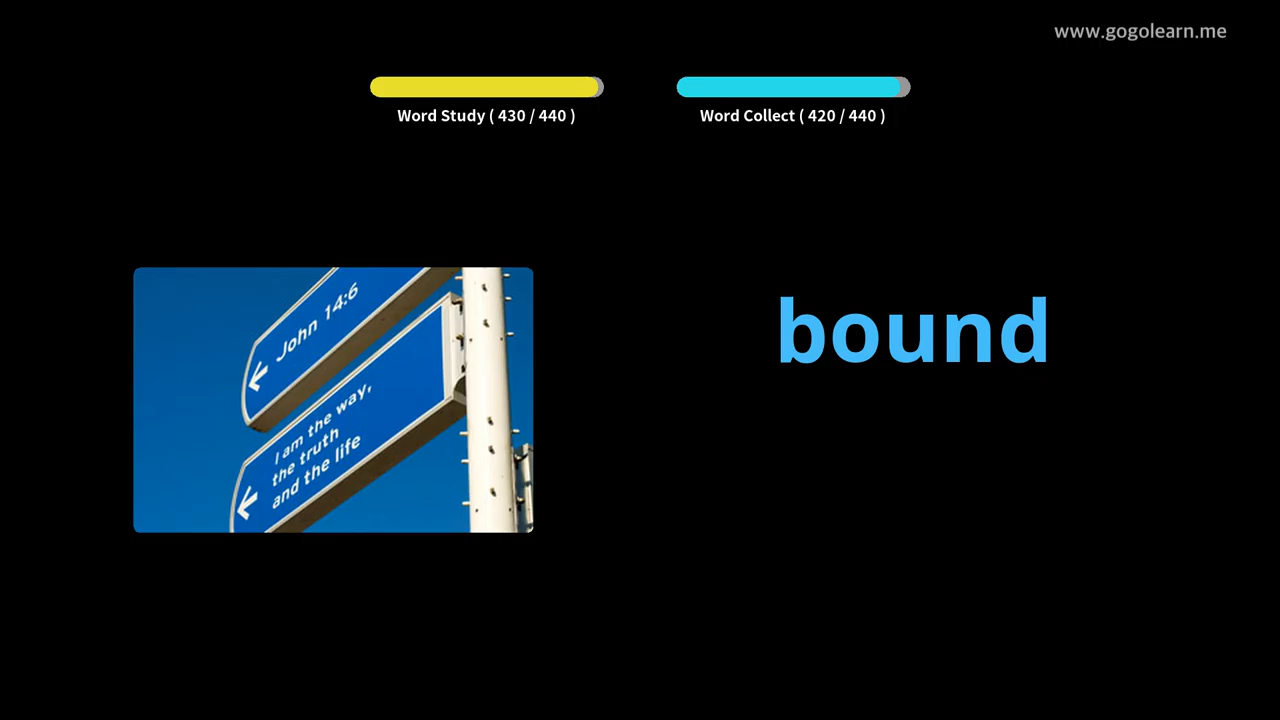 www.gogolearn.me
Word Study ( 430 / 440 )
Word Collect ( 420 / 440 )
John 14:6
I am the way,
the truth
and the life
bound